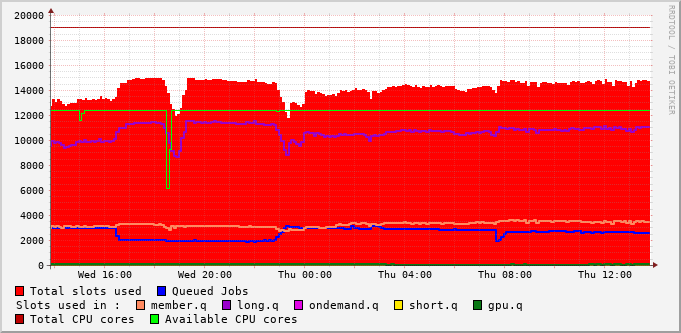 20000
18000
16000
14000
12000
10000
8000
6000
4000
2000
0
Wed 16:00 Wed 20:00 Thu 00:00 Thu 04:00 Thu 08:00 Thu 12:00
Total slots used Queued Jobs
Slots used in : member.q long.q ondemand.q short.q gpu.q
Total CPU cores Available CPU cores
RRDTOOL / TOBI OETIKER